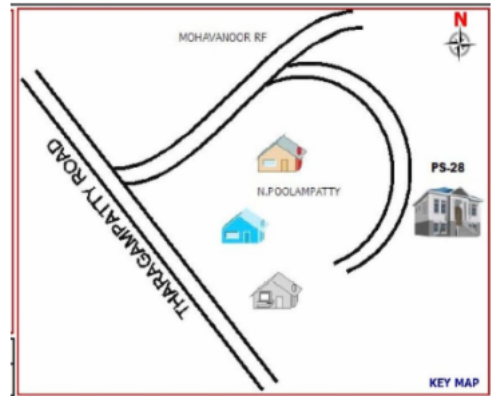 N
MOHAVANOOR RF
PS-28
N.POOLAMPATTY
THARAGAMPATTY ROAD
KEY MAP